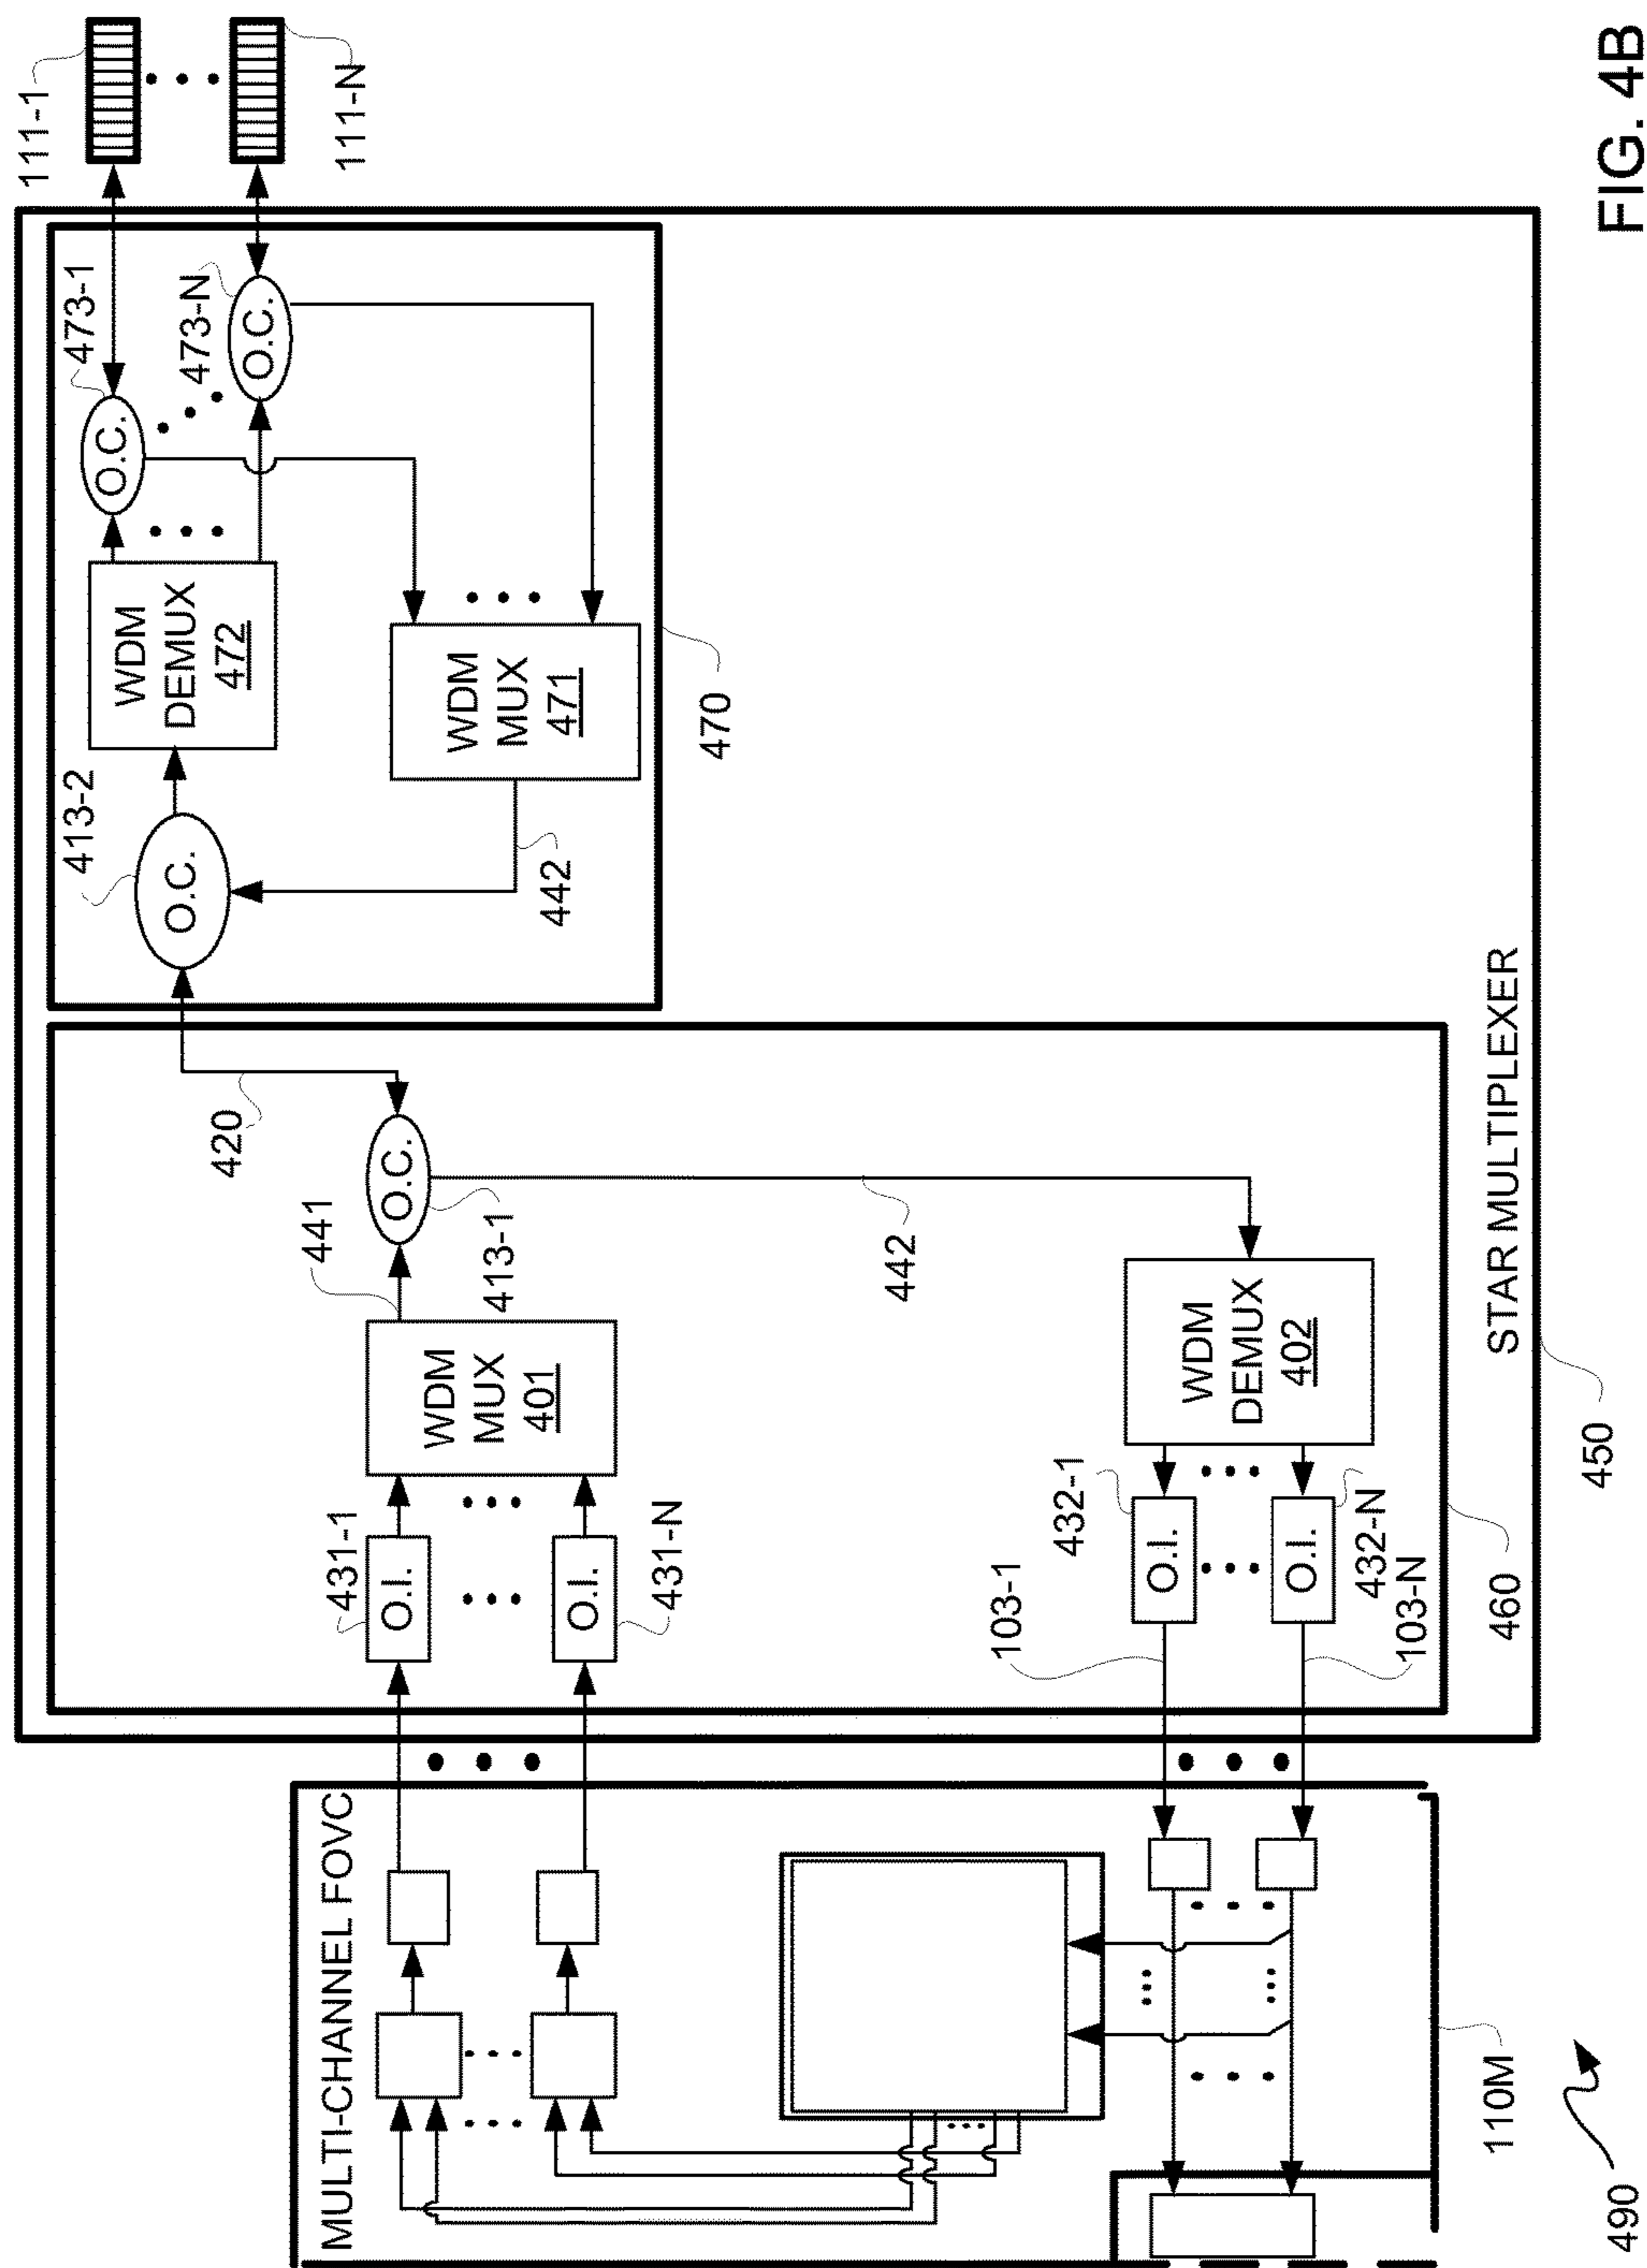 MULTI-CHANNEL FOVC
431-1
O.I.
O.I.
431-N
WDM
MUX
401
441
O.C.
413-1
420
442
103-1
432-1
O.I.
O.I.
432-N
103-N
WDM
DEMUX
402
460
413-2
O.C.
WDM
DEMUX
472
442
WDM
MUX
471
O.C.
473-1
473-N
O.C.
470
111-1
111-N
STAR MULTIPLEXER
450
110M
490
FIG. 4B